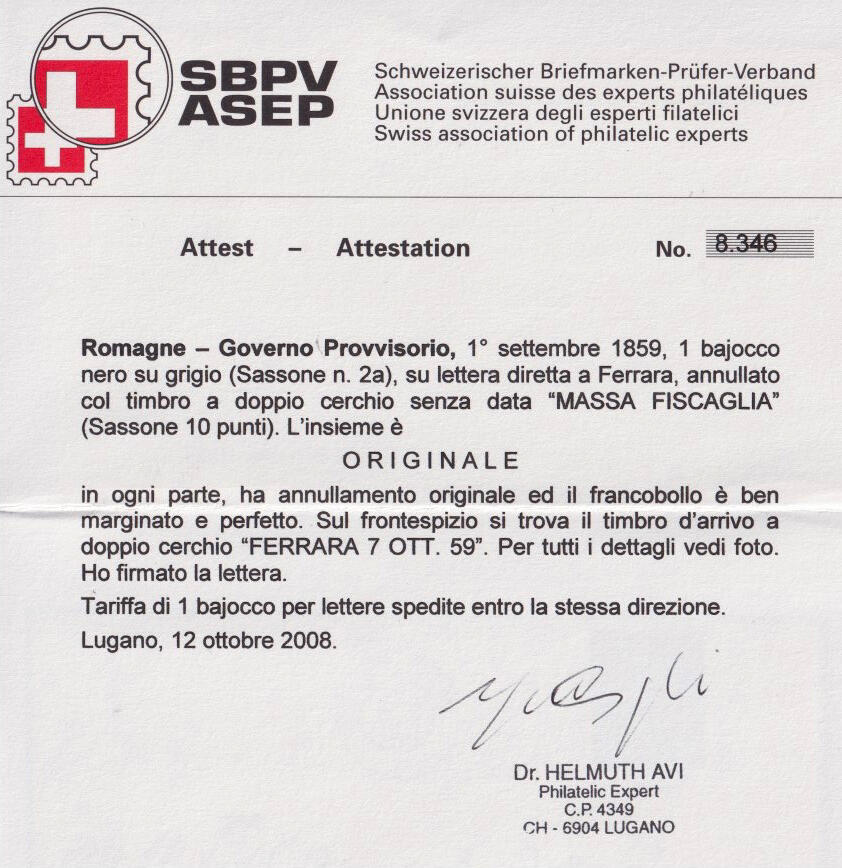 SBPV
ASEP
Schweizerischer Briefmarken-Prüfer-Verband
Association suisse des experts philatéliques
Unione svizzera degli esperti filatelici
Swiss association of philatelic experts
Attest – Attestation No. 8.346
Romagne – Governo Provvisorio, 1° settembre 1859, 1 bajocco
nero su grigio (Sassone n. 2a), su lettera diretta a Ferrara, annullato
col timbro a doppio cerchio senza data “MASSA FISCAGLIA”
(Sassone 10 punti). L’insieme è
ORIGINALE
in ogni parte, ha annullamento originale ed il francobollo è ben
marginato e perfetto. Sul frontespizio si trova il timbro d’arrivo a
doppio cerchio “FERRARA 7 OTT. 59”. Per tutti i dettagli vedi foto.
Ho firmato la lettera.
Tariffa di 1 bajocco per lettere spedite entro la stessa direzione.
Lugano, 12 ottobre 2008.
Dr. HELMUTH AVI
Philatelic Expert
C.P. 4349
CH - 6904 LUGANO